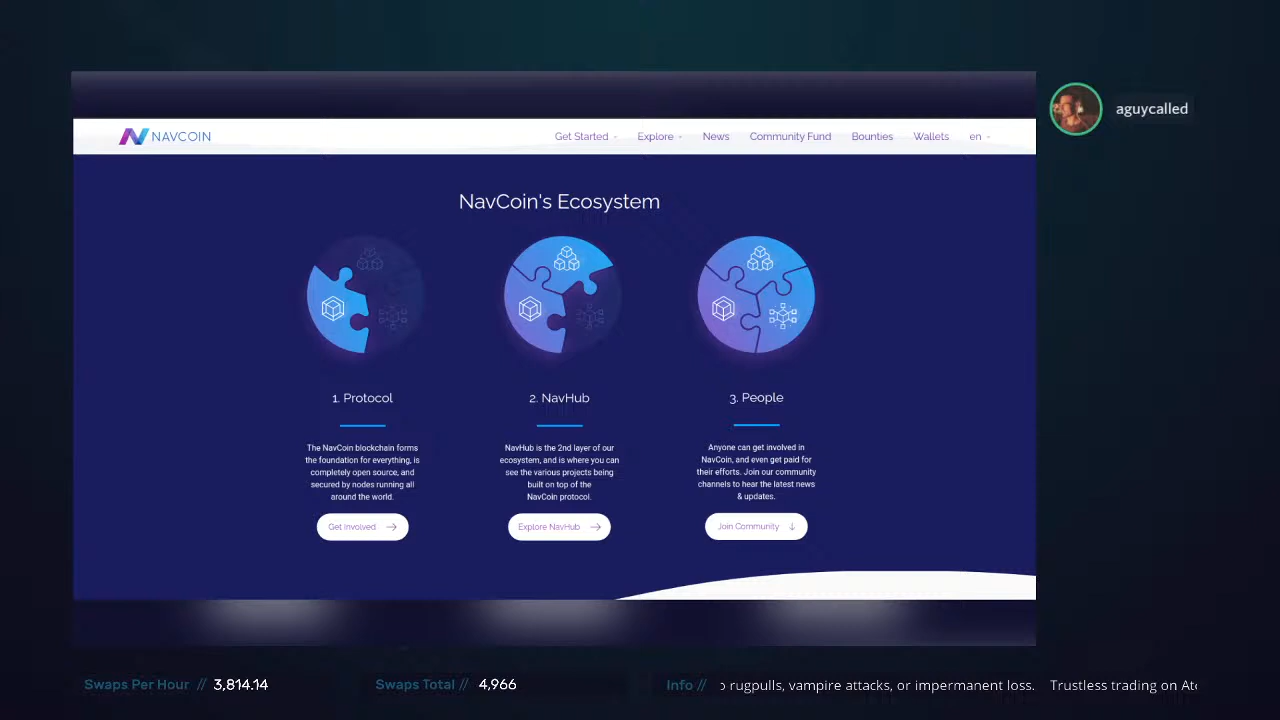 aguycalled
NAVCOIN
Get Started
Explore
News
Community Fund
Bounties
Wallets
en
NavCoin's Ecosystem
1. Protocol
The NavCoin blockchain forms
the foundation for everything, is
completely open source, and
secured by nodes running all
around the world.
Get Involved
2. NavHub
NavHub is the 2nd layer of our
ecosystem, and is where you can
see the various projects being
built on top of the
NavCoin protocol.
Explore NavHub
3. People
Anyone can get involved in
NavCoin, and even get paid for
their efforts. Join our community
channels to hear the latest news
& updates.
Join Community
Swaps Per Hour // 3,814.14
Swaps Total // 4,966
Info // rugpulls, vampire attacks, or impermanent loss. Trustless trading on